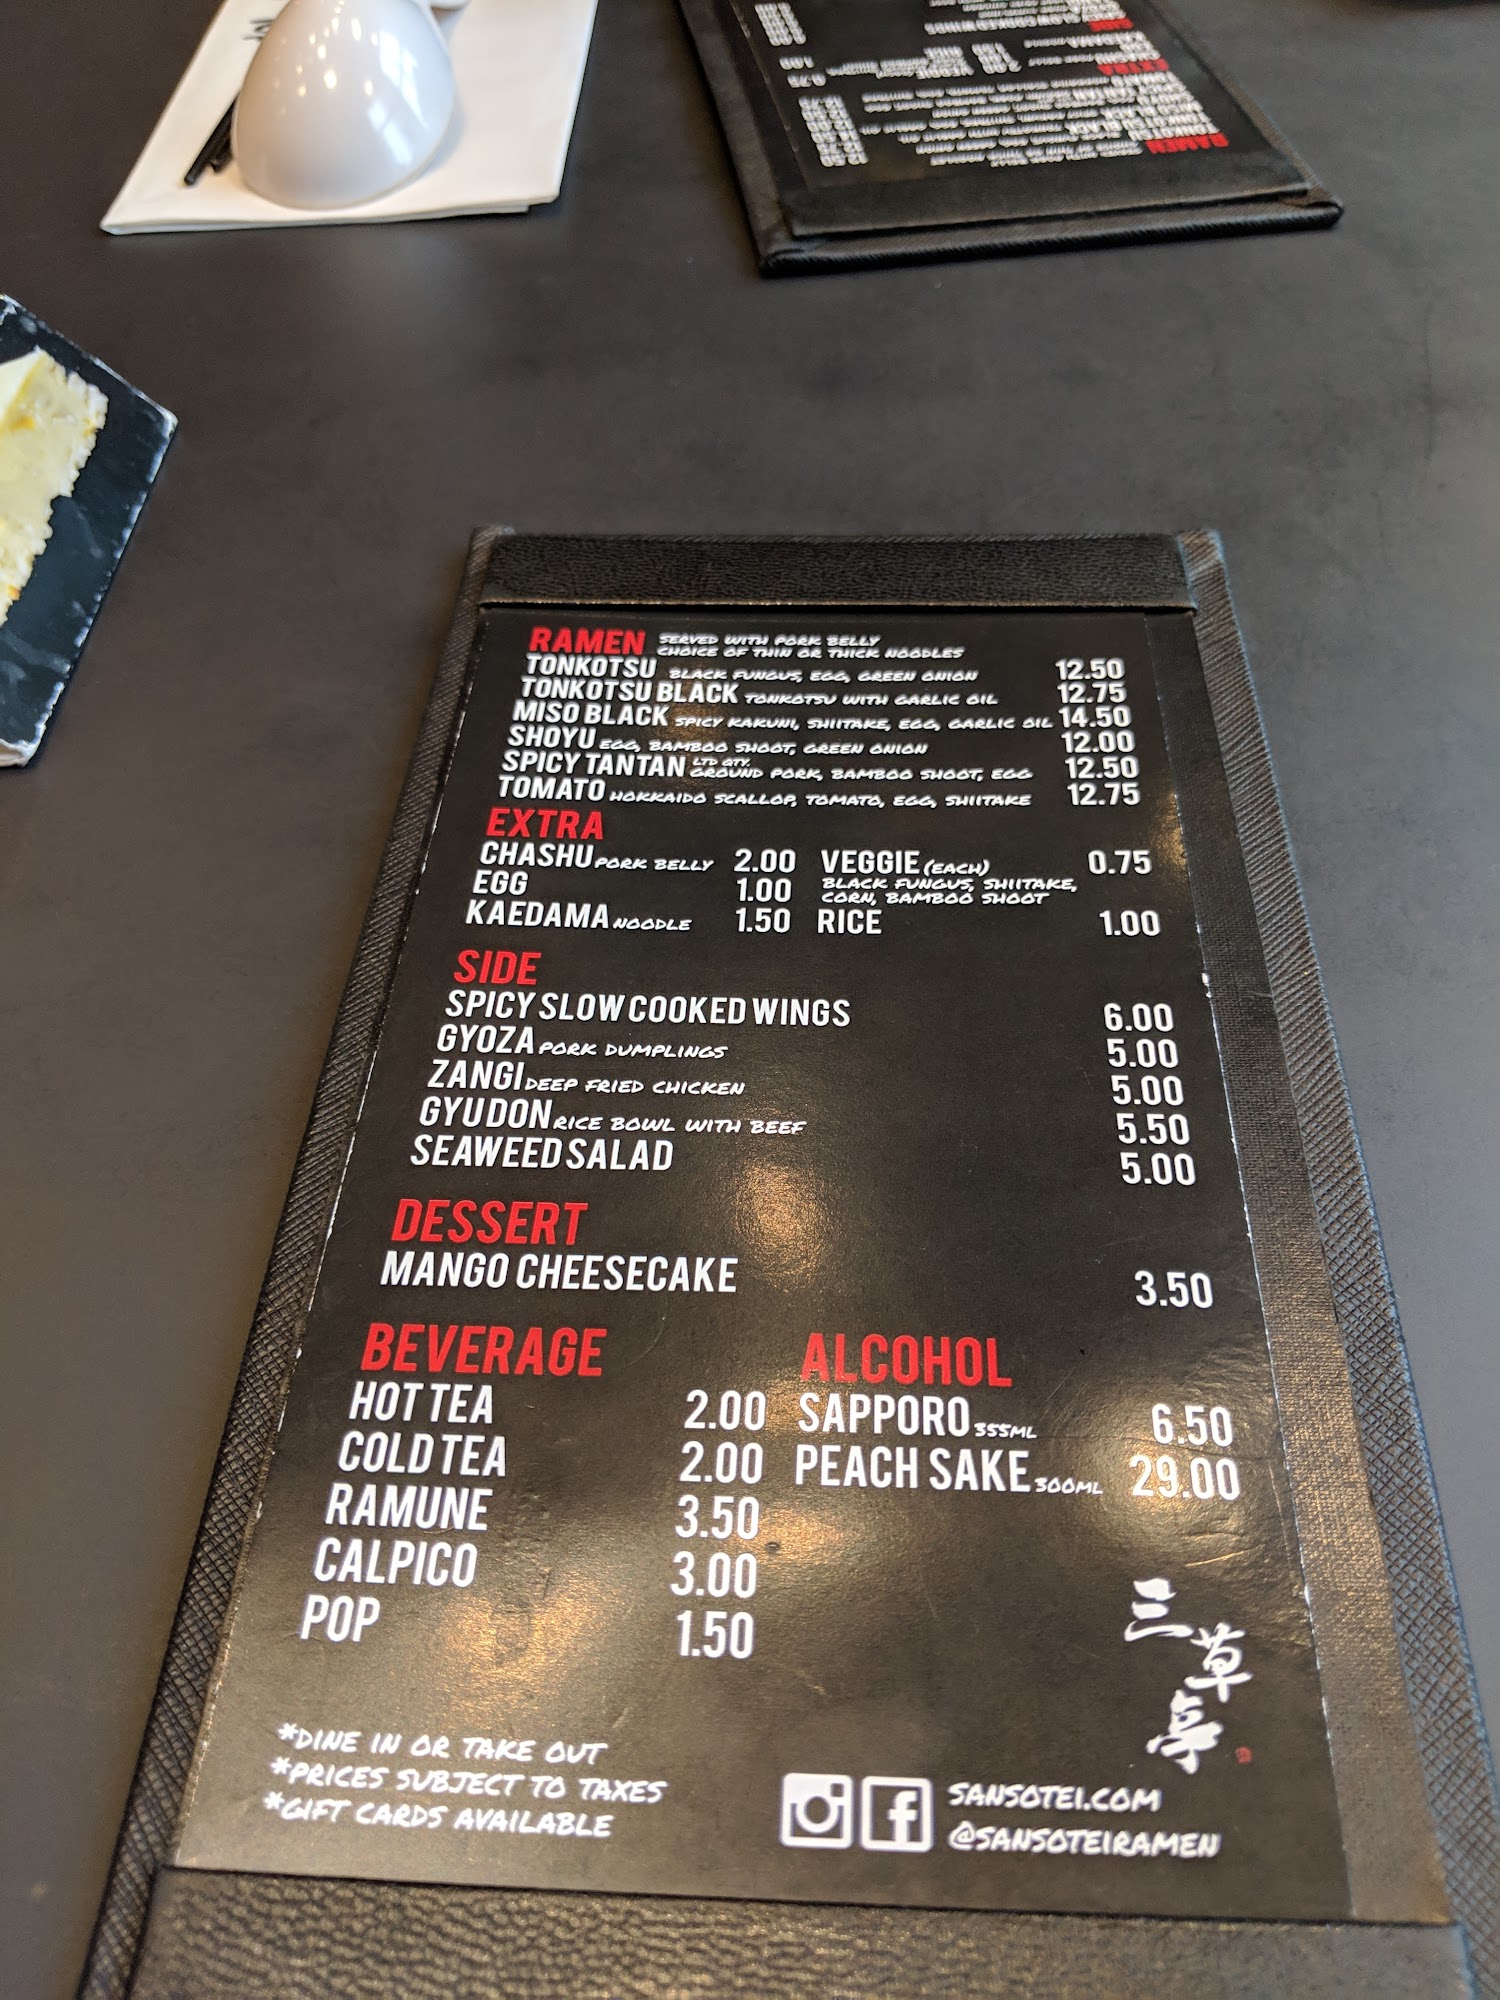 RAMEN SERVED WITH PORK BELLY
CHOICE OF THIN OR THICK NOODLES
TONKOTSU BLACK FUNGUS, EGG, GREEN ONION 12.50
TONKOTSU BLACK TONKOTSU WITH GARLIC OIL 12.75
MISO BLACK SPICY KAKUNI, SHIITAKE, EGG, GARLIC OIL 14.50
SHOYU EGG, BAMBOO SHOOT, GREEN ONION 12.00
SPICY TANTAN LTD QTY. GROUND PORK, BAMBOO SHOOT, EGG 12.50
TOMATO HOKKAIDO SCALLOP, TOMATO, EGG, SHIITAKE 12.75
EXTRA
CHASHU PORK BELLY 2.00 VEGGIE (EACH) 0.75
EGG 1.00 BLACK FUNGUS, SHIITAKE,
CORN, BAMBOO SHOOT
KAEDAMA NOODLE 1.50 RICE 1.00
SIDE
SPICY SLOW COOKED WINGS 6.00
GYOZA PORK DUMPLINGS 5.00
ZANGI DEEP FRIED CHICKEN 5.00
GYUDON RICE BOWL WITH BEEF 5.50
SEAWEED SALAD 5.00
DESSERT
MANGO CHEESECAKE 3.50
BEVERAGE ALCOHOL
HOT TEA 2.00 SAPPORO 355ML 6.50
COLD TEA 2.00 PEACH SAKE 300ML 29.00
RAMUNE 3.50
CALPICO 3.00
POP 1.50
三草亭
*DINE IN OR TAKE OUT
*PRICES SUBJECT TO TAXES
*GIFT CARDS AVAILABLE
SANSOTEI.COM
@SANSOTEIRAMEN
RAMEN
EXTRA